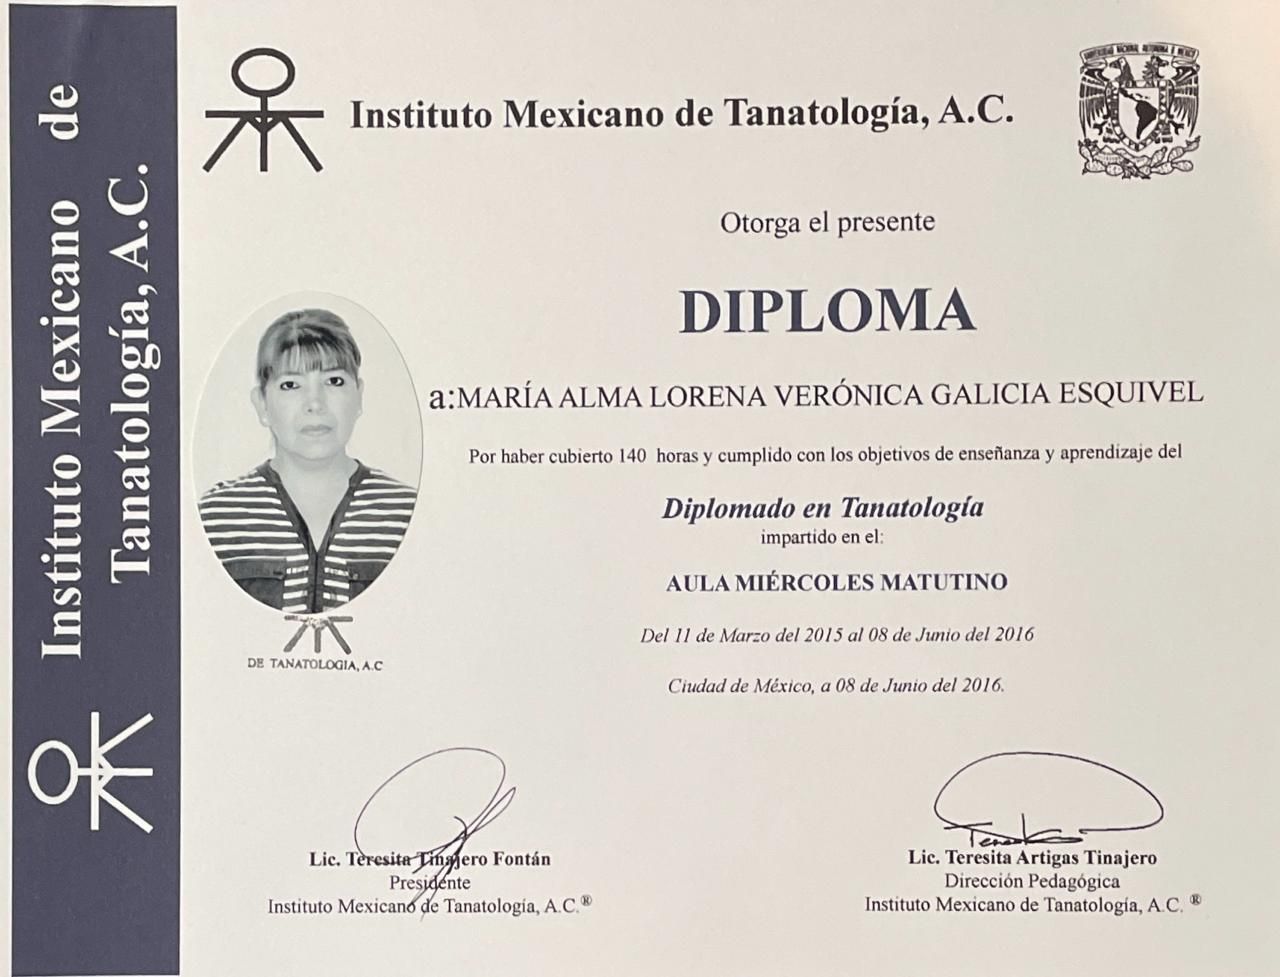 Instituto Mexicano de
Tanatología, A.C.
Instituto Mexicano de Tanatología, A.C.
Otorga el presente
DIPLOMA
a:MARÍA ALMA LORENA VERÓNICA GALICIA ESQUIVEL
Por haber cubierto 140 horas y cumplido con los objetivos de enseñanza y aprendizaje del
Diplomado en Tanatología
impartido en el:
AULA MIÉRCOLES MATUTINO
Del 11 de Marzo del 2015 al 08 de Junio del 2016
DE TANATOLOGIA, A.C
Ciudad de México, a 08 de Junio del 2016.
Lic. Teresita Tinajero Fontán
Presidente
Instituto Mexicano de Tanatología, A.C.®
Lic. Teresita Artigas Tinajero
Dirección Pedagógica
Instituto Mexicano de Tanatología, A.C. ®